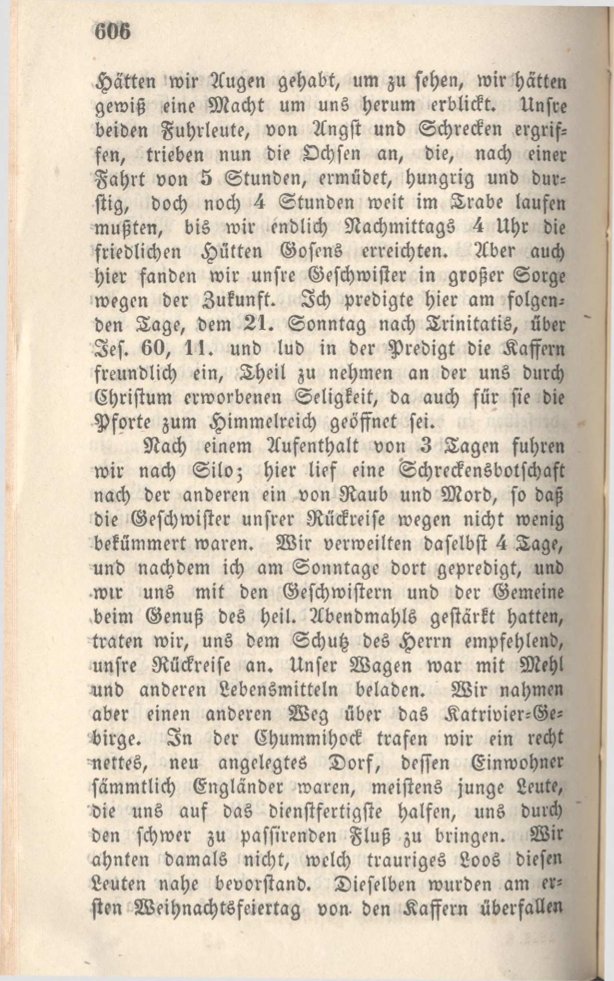 606
Hätten wir Augen gehabt, um zu sehen, wir hätten
gewiß eine Macht um uns herum erblickt. Unsre
beiden Fuhrleute, von Angst und Schrecken ergrif-
fen, trieben nun die Ochsen an, die, nach einer
Fahrt von 5 Stunden, ermüdet, hungrig und dur-
stig, doch noch 4 Stunden weit im Trabe laufen
mußten, bis wir endlich Nachmittags 4 Uhr die
friedlichen Hütten Gosens erreichten. Aber auch
hier fanden wir unsre Geschwister in großer Sorge
wegen der Zukunft. Ich predigte hier am folgen-
den Tage, dem 21. Sonntag nach Trinitatis, über
Jes. 60, 11. und lud in der Predigt die Kaffern
freundlich ein, Theil zu nehmen an der uns durch
Christum erworbenen Seligkeit, da auch für sie die
Pforte zum Himmelreich geöffnet sei.
Nach einem Aufenthalt von 3 Tagen fuhren
wir nach Silo; hier lief eine Schreckensbotschaft
nach der anderen ein von Raub und Mord, so daß
die Geschwister unsrer Rückreise wegen nicht wenig
bekümmert waren. Wir verweilten daselbst 4 Tage,
und nachdem ich am Sonntage dort gepredigt, und
wir uns mit den Geschwistern und der Gemeine
beim Genuß des heil. Abendmahls gestärkt hatten,
traten wir, uns dem Schutz des Herrn empfehlend,
unsre Rückreise an. Unser Wagen war mit Mehl
und anderen Lebensmitteln beladen. Wir nahmen
aber einen anderen Weg über das Katrivier-Ge-
birge. In der Chummihock trafen wir ein recht
nettes, neu angelegtes Dorf, dessen Einwohner
sämmtlich Engländer waren, meistens junge Leute,
die uns auf das dienstfertigste halfen, uns durch
den schwer zu passirenden Fluß zu bringen. Wir
ahnten damals nicht, welch trauriges Loos diesen
Leuten nahe bevorstand. Dieselben wurden am er-
sten Weihnachtsfeiertag von den Kaffern überfallen